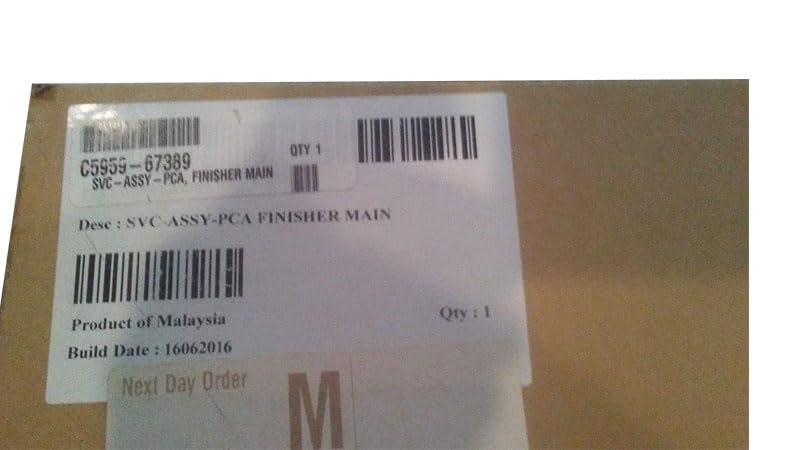 C5959-67389
QTY 1
SVC-ASSY-PCA, FINISHER MAIN
Desc : SVC-ASSY-PCA FINISHER MAIN
Product of Malaysia
Qty : 1
Build Date : 16062016
Next Day Order
M